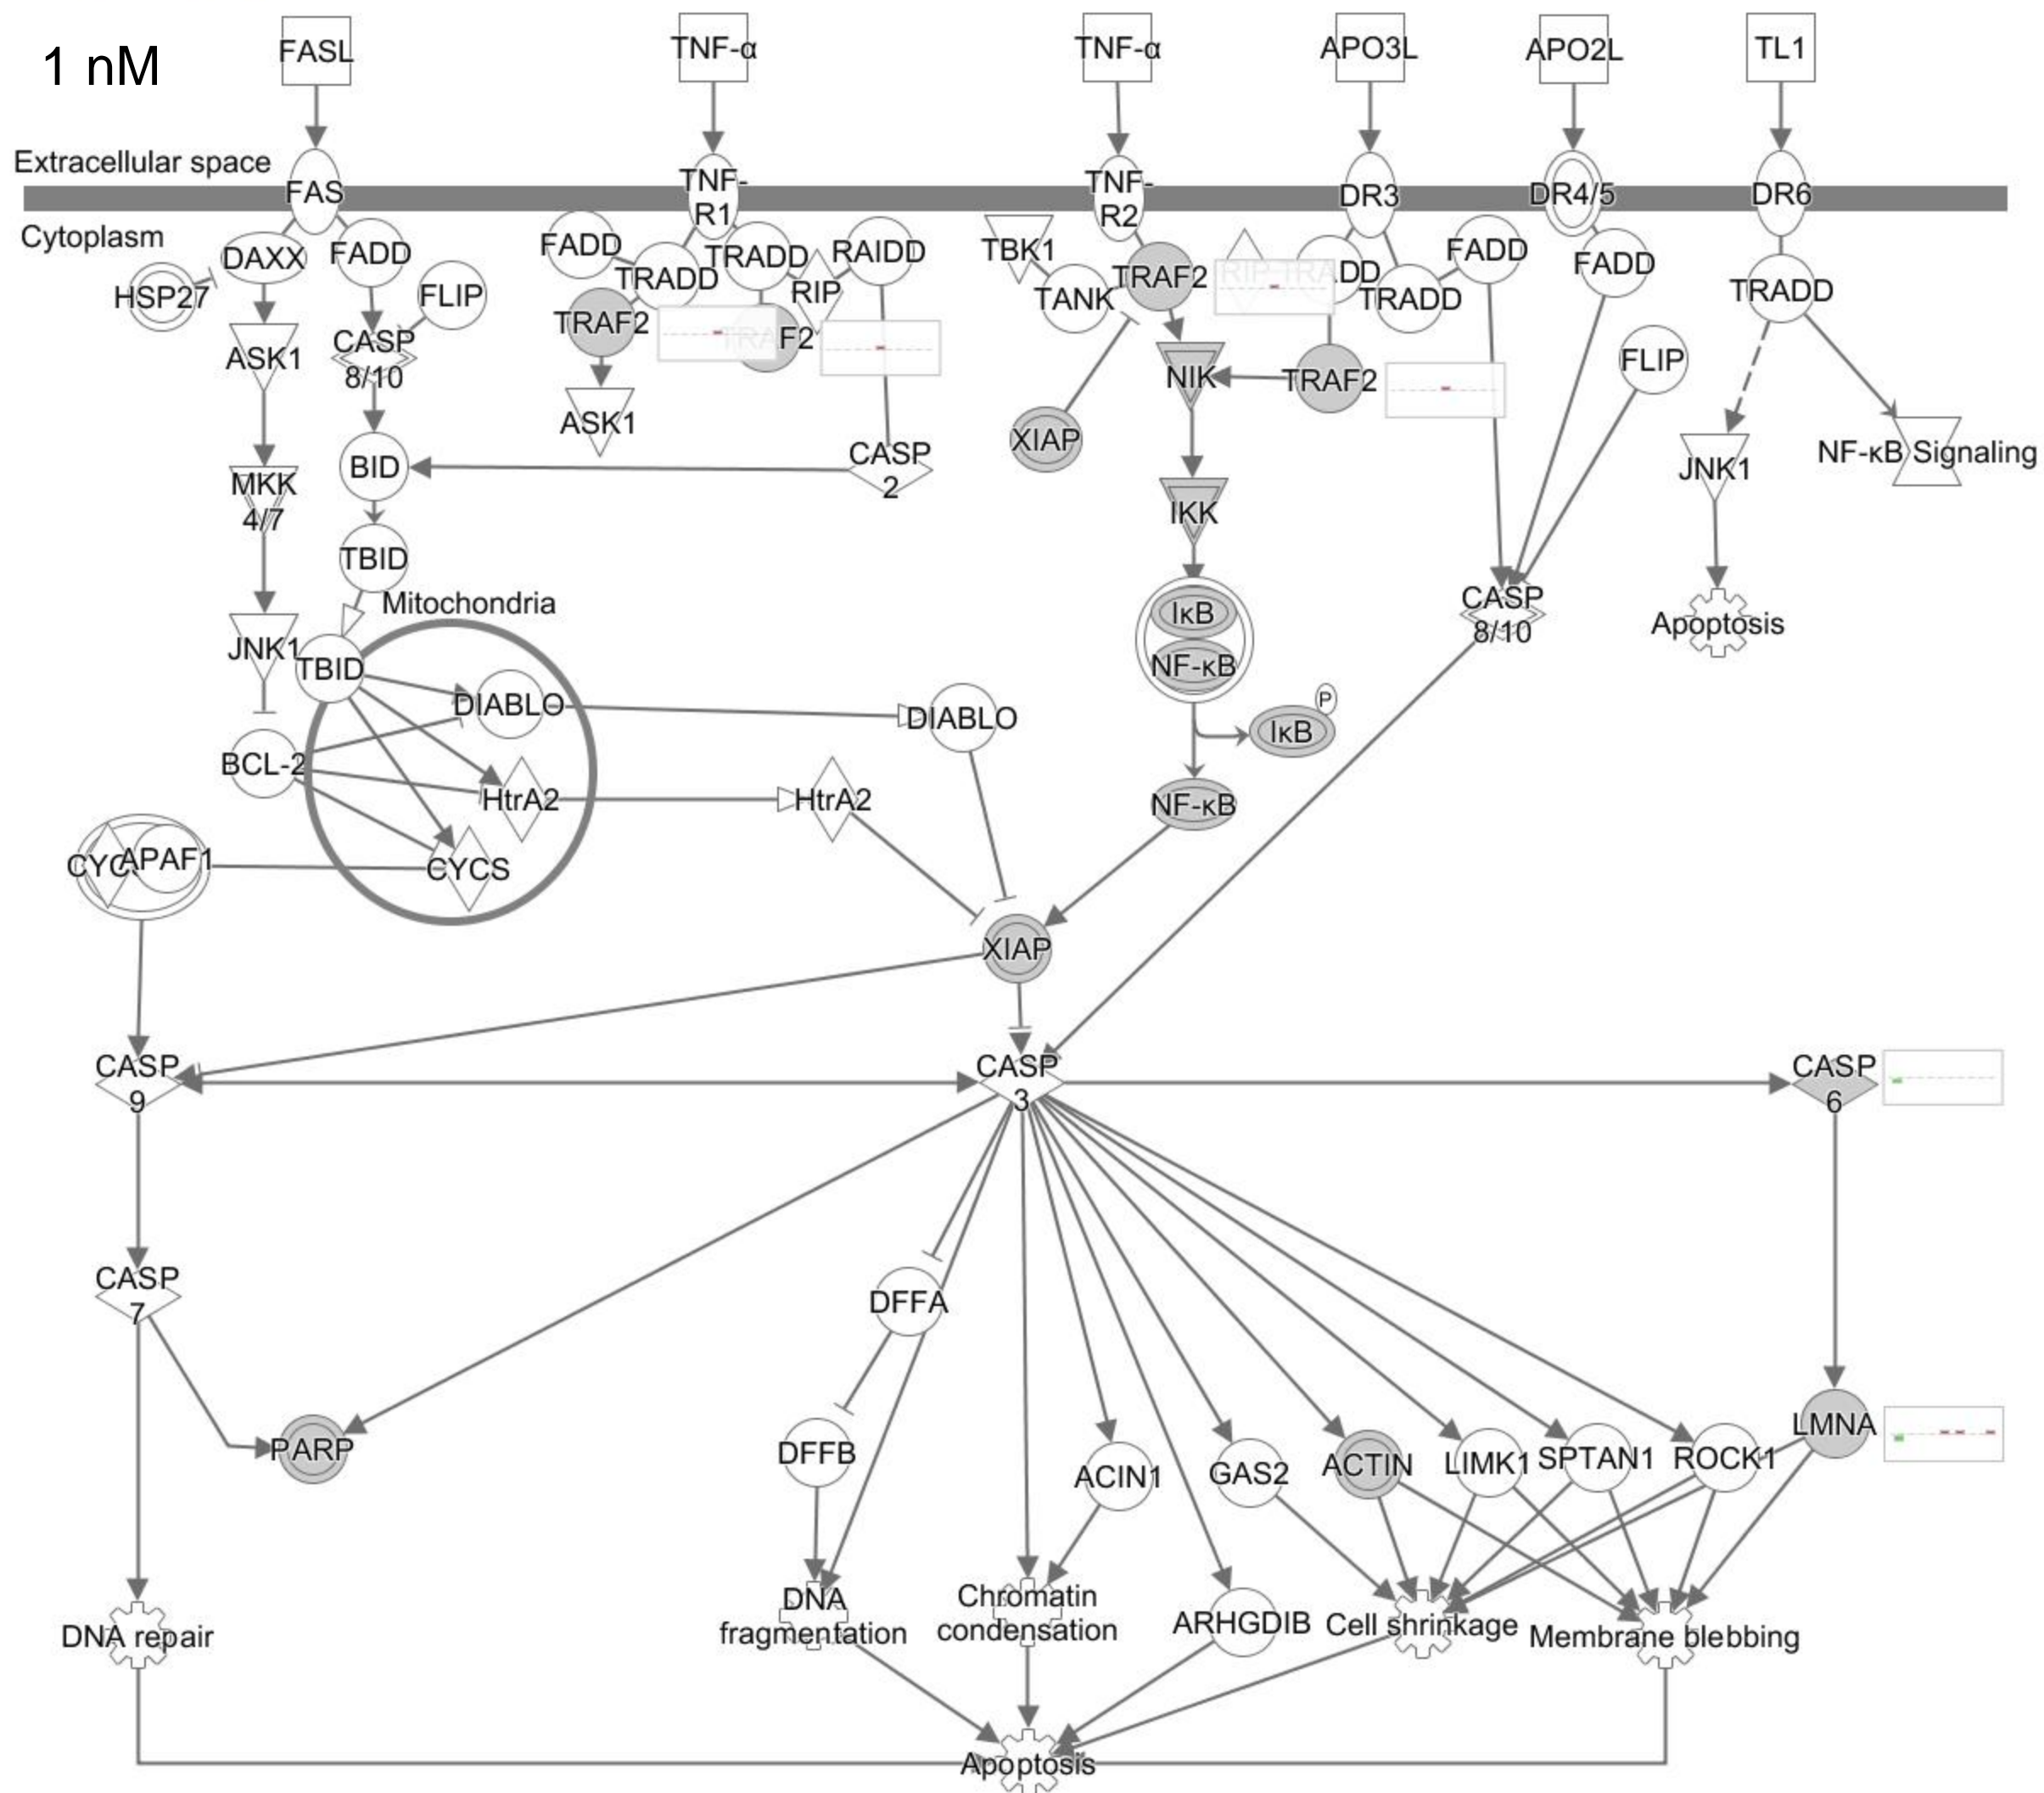 1 nM
FASL
TNF-α
TNF-α
APO3L
APO2L
TL1
Extracellular space
FAS
TNF-
R1
TNF-
R2
DR3
DR4/5
DR6
Cytoplasm
DAXX
FADD
FADD
TRADD
TRADD
RAIDD
TBK1
TRAF2
RIP
TRADD
FADD
FADD
HSP27
FLIP
RIP
TANK
TRADD
TRADD
TRAF2
TRAF2
ASK1
CASP
8/10
ASK1
NIK
TRAF2
FLIP
XIAP
BID
CASP
2
JNK1
NF-κB Signaling
MKK
4/7
IKK
TBID
Mitochondria
IκB
NF-κB
CASP
8/10
Apoptosis
JNK1
TBID
DIABLO
DIABLO
P
IκB
BCL-2
HtrA2
HtrA2
NF-κB
CYC
APAF1
CYCS
XIAP
CASP
9
CASP
3
CASP
6
CASP
7
DFFA
PARP
DFFB
ACIN1
GAS2
ACTIN
LIMK1
SPTAN1
ROCK1
LMNA
DNA repair
DNA
fragmentation
Chromatin
condensation
ARHGDIB
Cell shrinkage
Membrane blebbing
Apoptosis